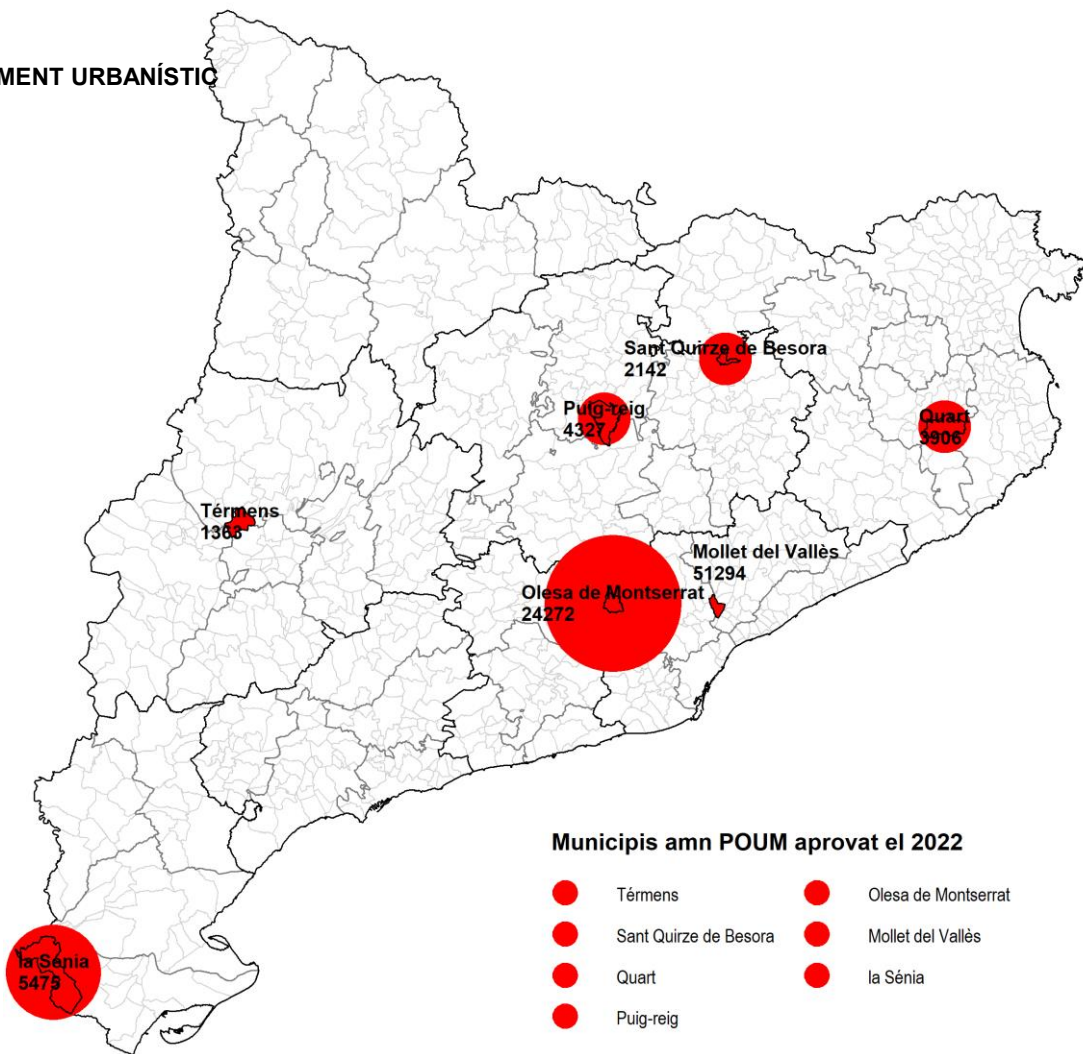 MENT URBANÍSTIC
Sant Quirze de Besora
2142
Puig-reig
4327
Quart
3906
Térmens
1363
Mollet del Vallès
51294
Olesa de Montserrat
24272
la Sénia
5475
Municipis amn POUM aprovat el 2022
Térmens
Sant Quirze de Besora
Quart
Puig-reig
Olesa de Montserrat
Mollet del Vallès
la Sénia